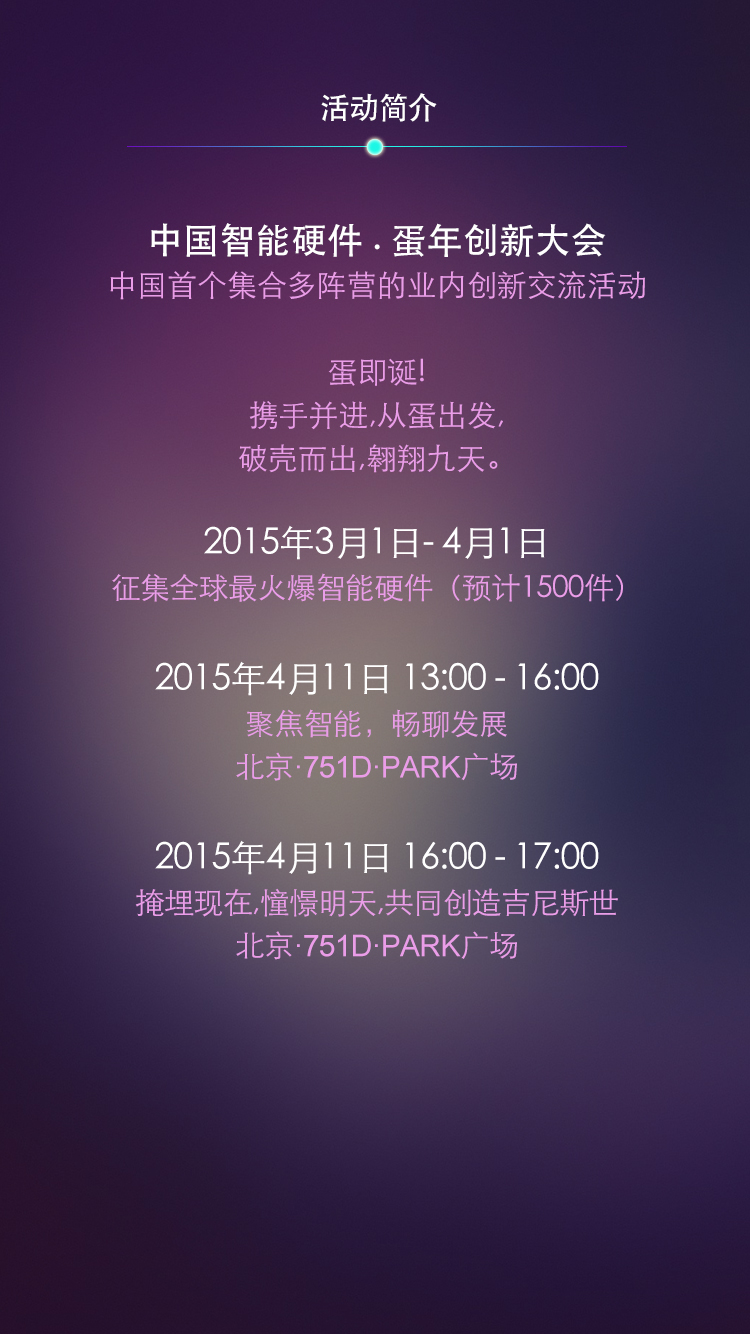 活动简介
中国智能硬件 . 蛋年创新大会
中国首个集合多阵营的业内创新交流活动
蛋即诞!
携手并进,从蛋出发,
破壳而出,翱翔九天。
2015年3月1日- 4月1日
征集全球最火爆智能硬件（预计1500件）
2015年4月11日 13:00 - 16:00
聚焦智能，畅聊发展
北京·751D·PARK广场
2015年4月11日 16:00 - 17:00
掩埋现在,憧憬明天,共同创造吉尼斯世
北京·751D·PARK广场